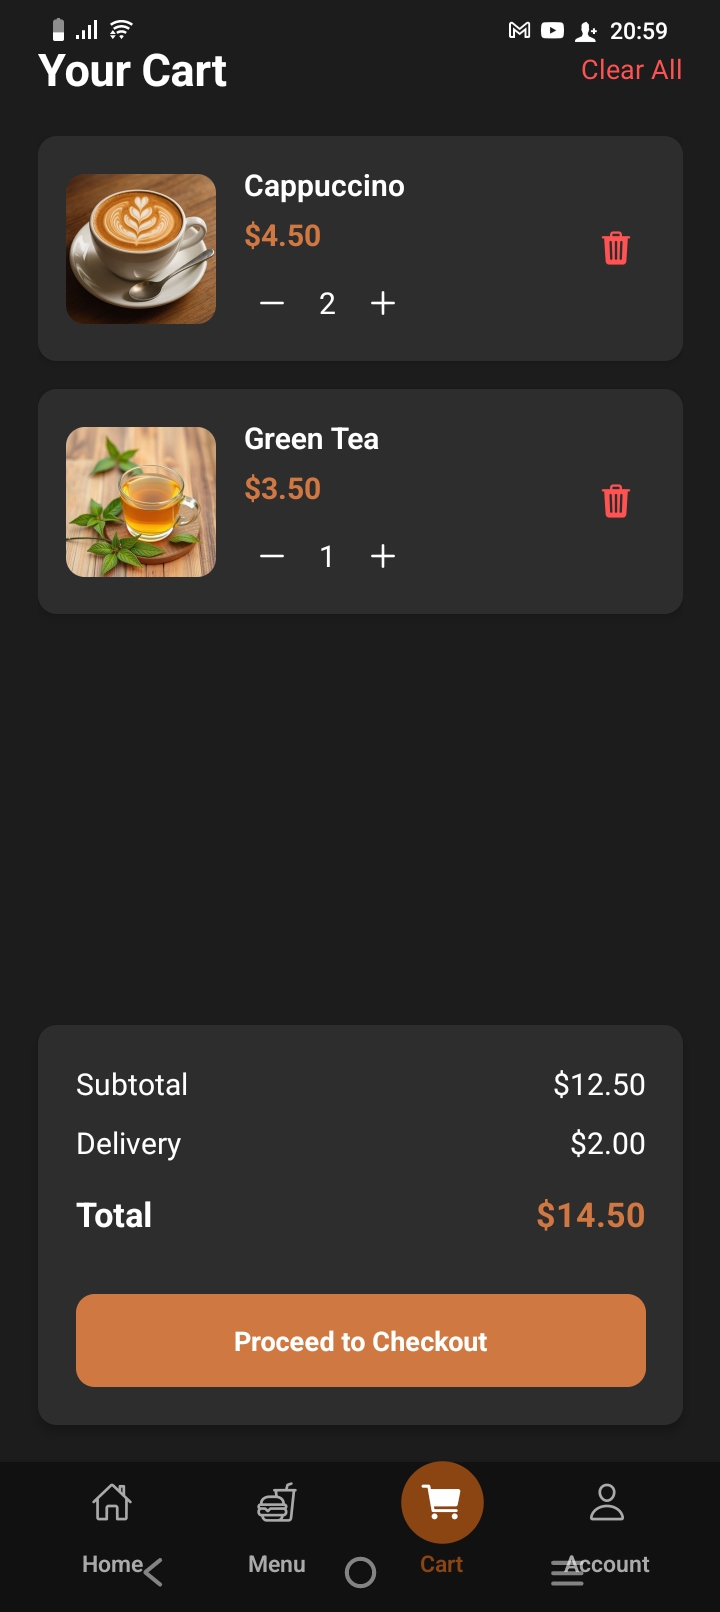 20:59
Your Cart
Clear All
Cappuccino
$4.50
2
Green Tea
$3.50
1
Subtotal $12.50
Delivery $2.00
Total $14.50
Proceed to Checkout
Home Menu Cart Account